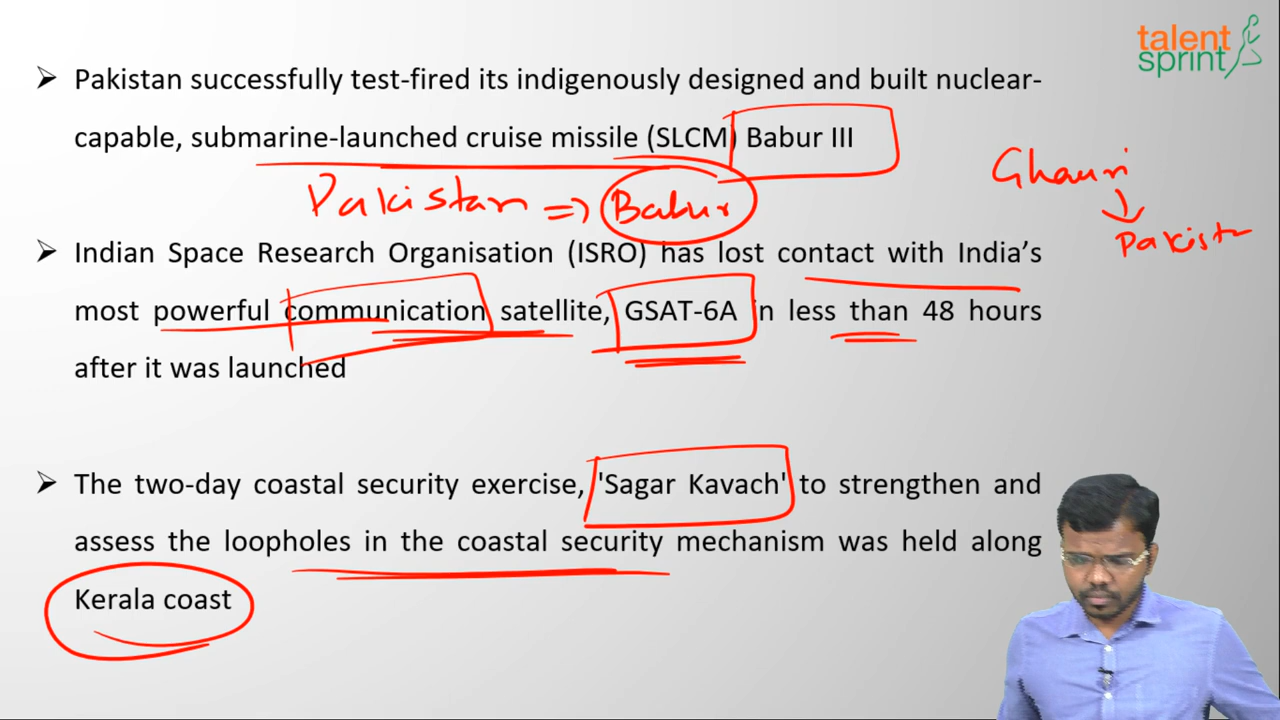 talent
sprint
➢ Pakistan successfully test-fired its indigenously designed and built nuclear-
capable, submarine-launched cruise missile (SLCM) Babur III
Ghauri
Pakistan => Babur
Pakistan
➢ Indian Space Research Organisation (ISRO) has lost contact with India's
most powerful communication satellite, GSAT-6A in less than 48 hours
after it was launched
➢ The two-day coastal security exercise, 'Sagar Kavach' to strengthen and
assess the loopholes in the coastal security mechanism was held along
Kerala coast